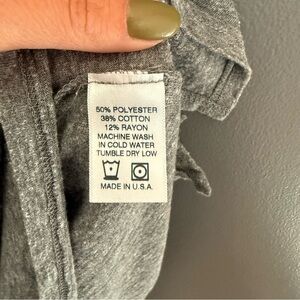 50% POLYESTER
38% COTTON
12% RAYON
MACHINE WASH
IN COLD WATER
TUMBLE DRY LOW
MADE IN U.S.A.